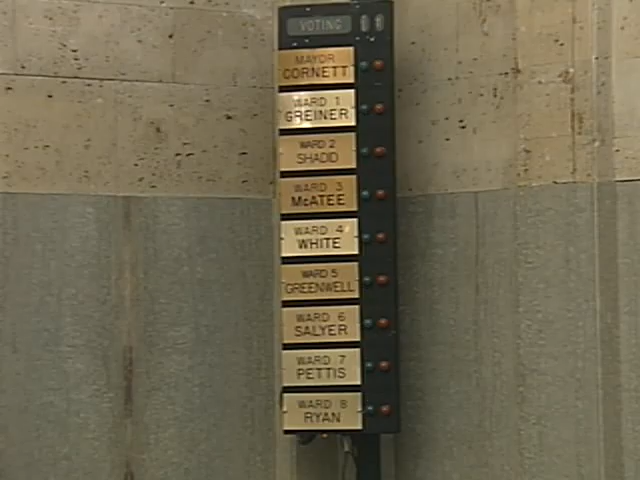 VOTING
MAYOR
CORNETT
WARD 1
GREINER
WARD 2
SHADID
WARD 3
McATEE
WARD 4
WHITE
WARD 5
GREENWELL
WARD 6
SALYER
WARD 7
PETTIS
WARD 8
RYAN